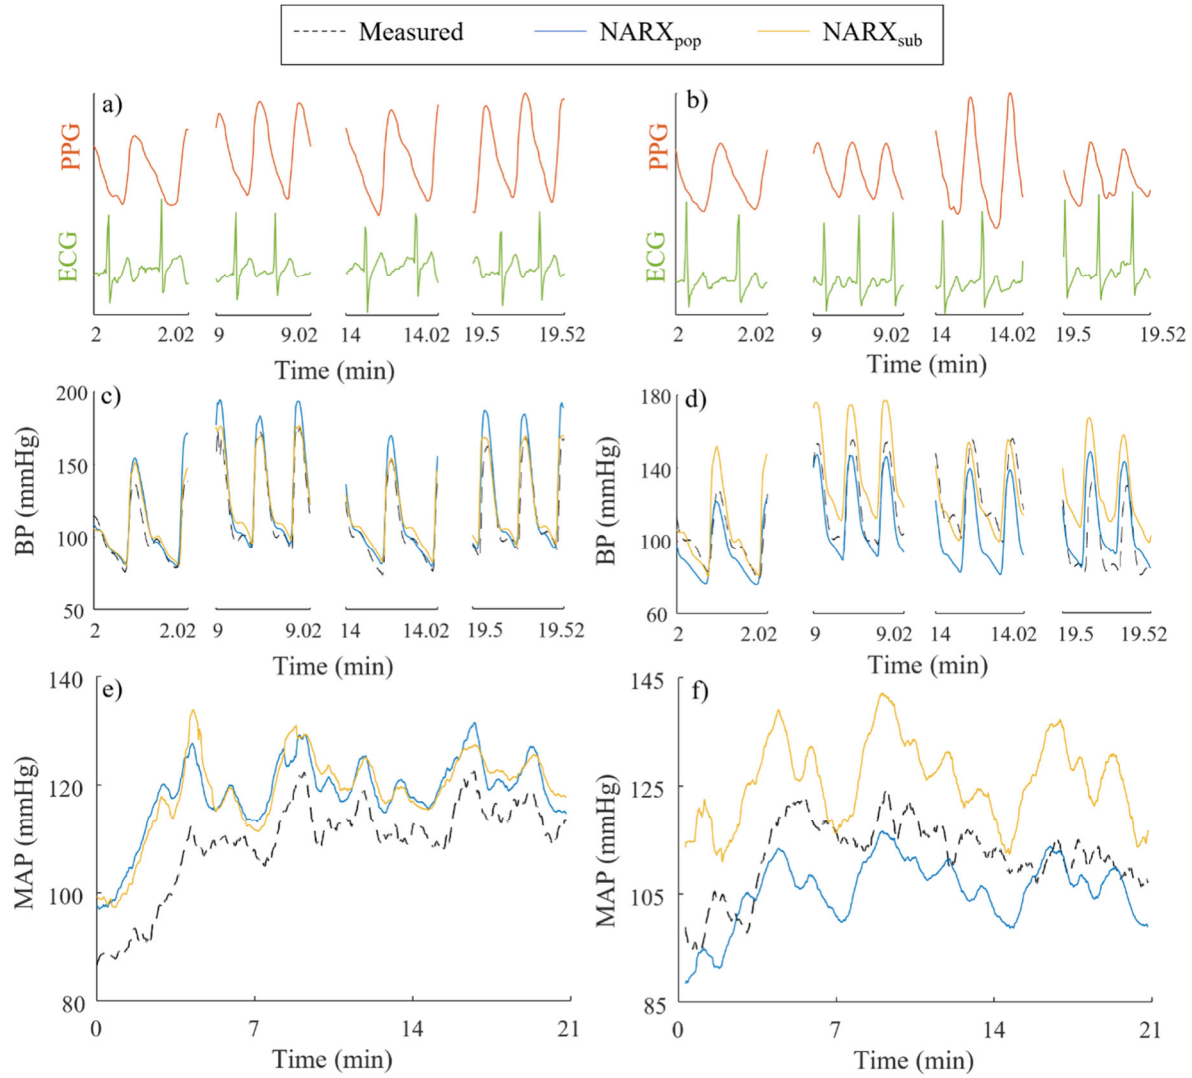 Measured NARXpop NARXsub
a) b)
PPG PPG
ECG ECG
2 2.02 9 9.02 14 14.02 19.5 19.52 2 2.02 9 9.02 14 14.02 19.5 19.52
Time (min) Time (min)
c) d)
200 180
150 140
100 100
50 60
BP (mmHg) BP (mmHg)
2 2.02 9 9.02 14 14.02 19.5 19.52 2 2.02 9 9.02 14 14.02 19.5 19.52
Time (min) Time (min)
e) f)
140 145
120 125
100 105
80 85
MAP (mmHg) MAP (mmHg)
0 7 14 21 0 7 14 21
Time (min) Time (min)